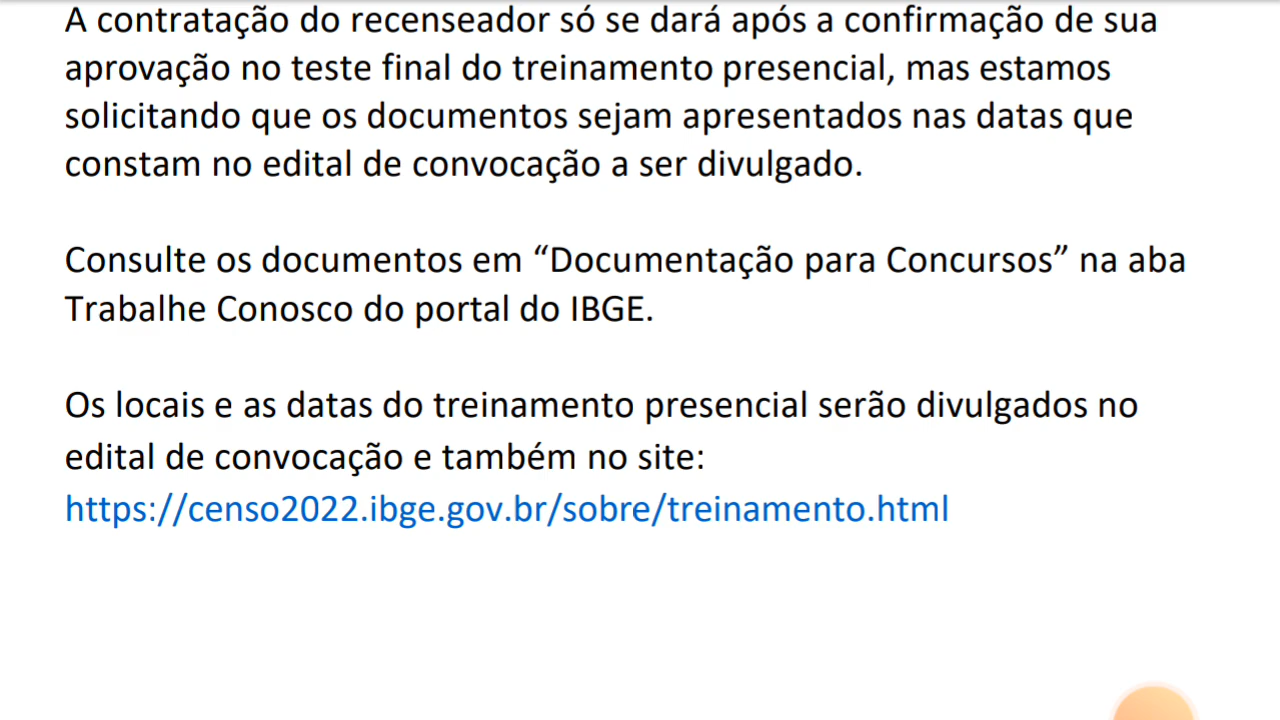 A contratação do recenseador só se dará após a confirmação de sua
aprovação no teste final do treinamento presencial, mas estamos
solicitando que os documentos sejam apresentados nas datas que
constam no edital de convocação a ser divulgado.
Consulte os documentos em “Documentação para Concursos” na aba
Trabalhe Conosco do portal do IBGE.
Os locais e as datas do treinamento presencial serão divulgados no
edital de convocação e também no site:
https://censo2022.ibge.gov.br/sobre/treinamento.html